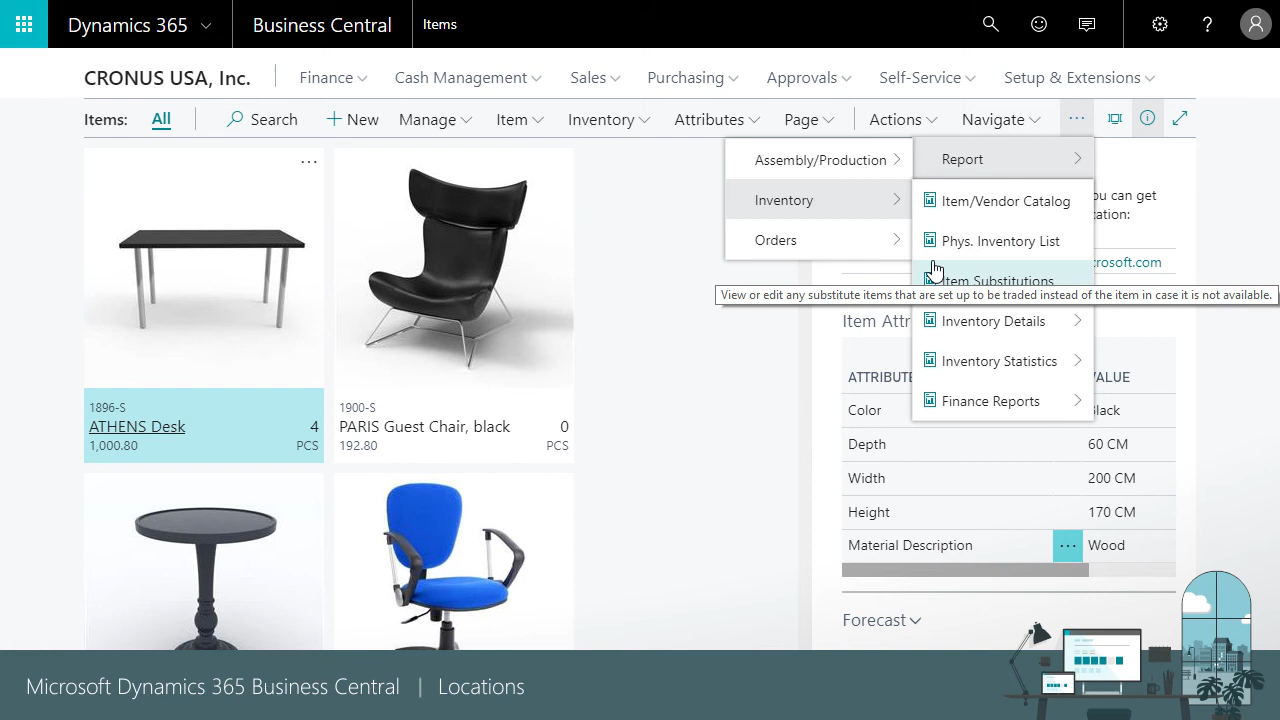 Dynamics 365
Business Central
Items
?
CRONUS USA, Inc.
Finance
Cash Management
Sales
Purchasing
Approvals
Self-Service
Setup & Extensions
Items:
All
Search
New
Manage
Item
Inventory
Attributes
Page
Actions
Navigate
Assembly/Production
Inventory
Orders
Report
Item/Vendor Catalog
Phys. Inventory List
Item Substitutions
View or edit any substitute items that are set up to be traded instead of the item in case it is not available.
Inventory Details
Inventory Statistics
Finance Reports
ou can get
ation:
crosoft.com
Item Attr
ATTRIBUTE
VALUE
Color
Black
Depth
60 CM
Width
200 CM
Height
170 CM
Material Description
Wood
Forecast
1896-S
ATHENS Desk
4
1,000.80
PCS
1900-S
PARIS Guest Chair, black
0
192.80
PCS
Microsoft Dynamics 365 Business Central | Locations